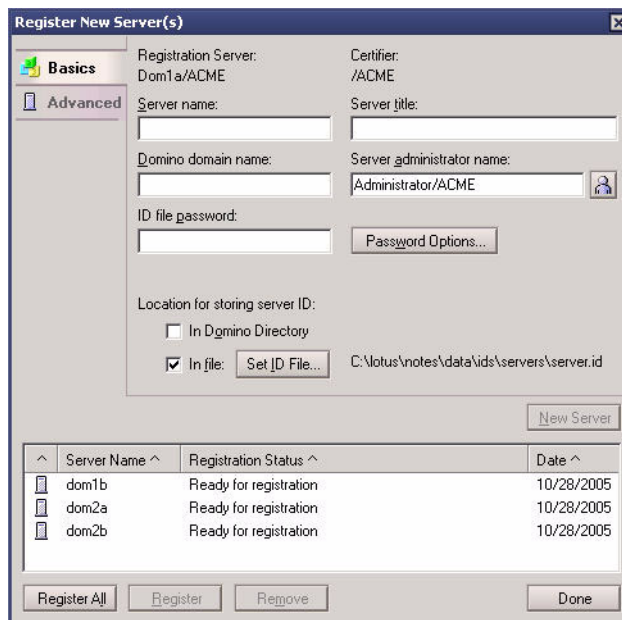 Register New Server(s)
Basics
Advanced
Registration Server:
Dom1a/ACME
Certifier:
/ACME
Server name:
Server title:
Domino domain name:
Server administrator name:
Administrator/ACME
ID file password:
Password Options...
Location for storing server ID:
In Domino Directory
In file:
Set ID File...
C:\lotus\notes\data\ids\servers\server.id
New Server
Server Name ^ Registration Status ^ Date ^
dom1b Ready for registration 10/28/2005
dom2a Ready for registration 10/28/2005
dom2b Ready for registration 10/28/2005
Register All Register Remove Done